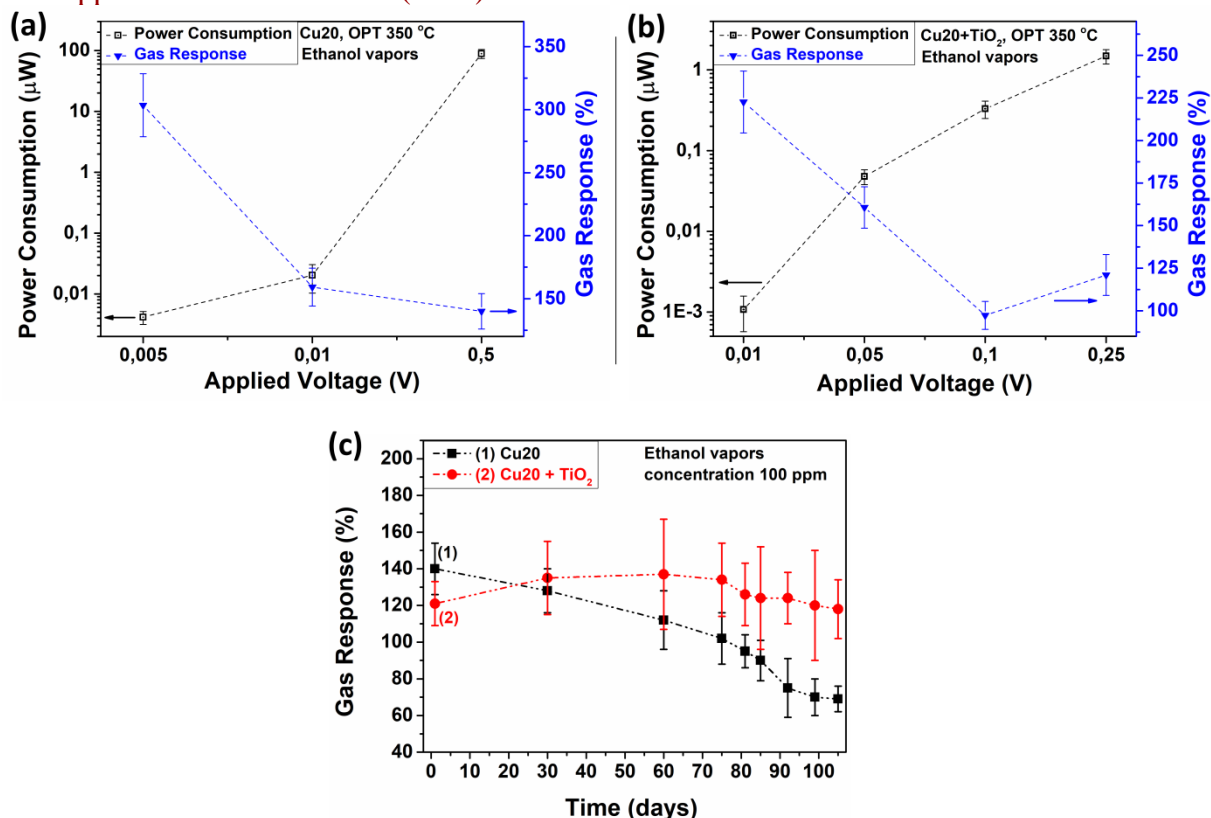 (a)
Power Consumption
Gas Response
Cu20, OPT 350 °C
Ethanol vapors
Power Consumption (μW)
100
10
1
0,1
0,01
350
300
250
200
150
Gas Response (%)
0,005
0,01
0,5
Applied Voltage (V)
(b)
Power Consumption
Gas Response
Cu20+TiO₂, OPT 350 °C
Ethanol vapors
Power Consumption (μW)
1
0,1
0,01
1E-3
250
225
200
175
150
125
100
Gas Response (%)
0,01
0,05
0,1
0,25
Applied Voltage (V)
(c)
(1) Cu20
(2) Cu20 + TiO₂
Ethanol vapors
concentration 100 ppm
Gas Response (%)
200
180
160
140
120
100
80
60
40
(1)
(2)
0 10 20 30 40 50 60 70 80 90 100
Time (days)